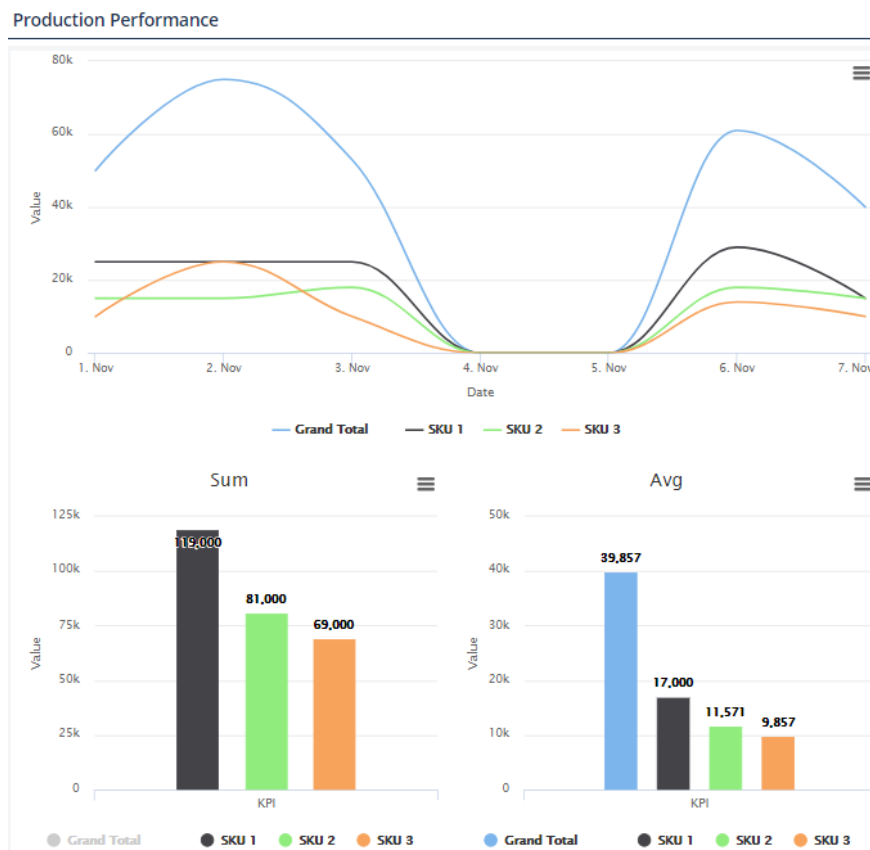 Production Performance
80k
60k
40k
20k
0
Value
1. Nov 2. Nov 3. Nov 4. Nov 5. Nov 6. Nov 7. Nov
Date
Grand Total SKU 1 SKU 2 SKU 3
Sum
125k
100k
75k
50k
25k
0
Value
119,000
81,000
69,000
KPI
Grand Total SKU 1 SKU 2 SKU 3
Avg
50k
40k
30k
20k
10k
0
Value
39,857
17,000
11,571
9,857
KPI
Grand Total SKU 1 SKU 2 SKU 3